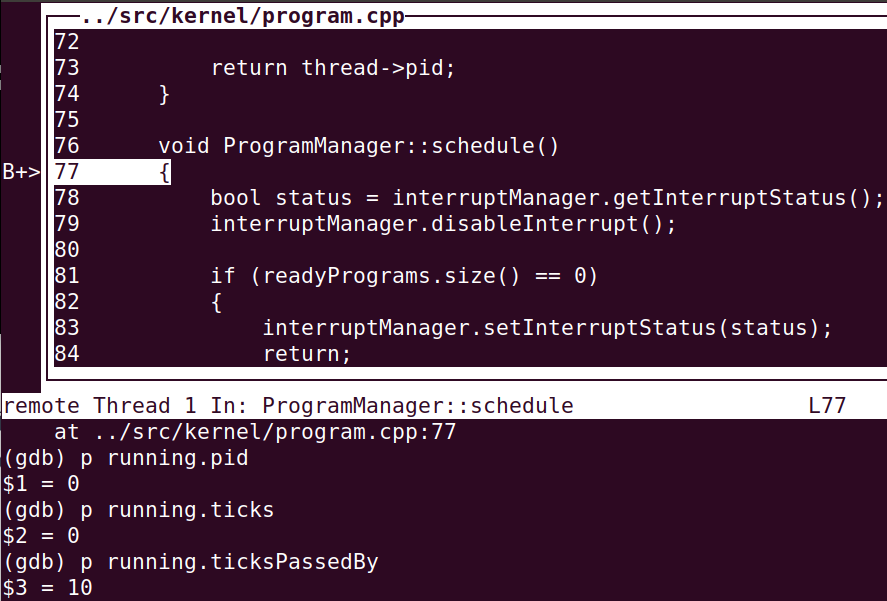 ../src/kernel/program.cpp
72
73          return thread->pid;
74      }
75
76      void ProgramManager::schedule()
B+> 77      {
78          bool status = interruptManager.getInterruptStatus();
79          interruptManager.disableInterrupt();
80
81          if (readyPrograms.size() == 0)
82          {
83              interruptManager.setInterruptStatus(status);
84              return;
remote Thread 1 In: ProgramManager::schedule                  L77
    at ../src/kernel/program.cpp:77
(gdb) p running.pid
$1 = 0
(gdb) p running.ticks
$2 = 0
(gdb) p running.ticksPassedBy
$3 = 10